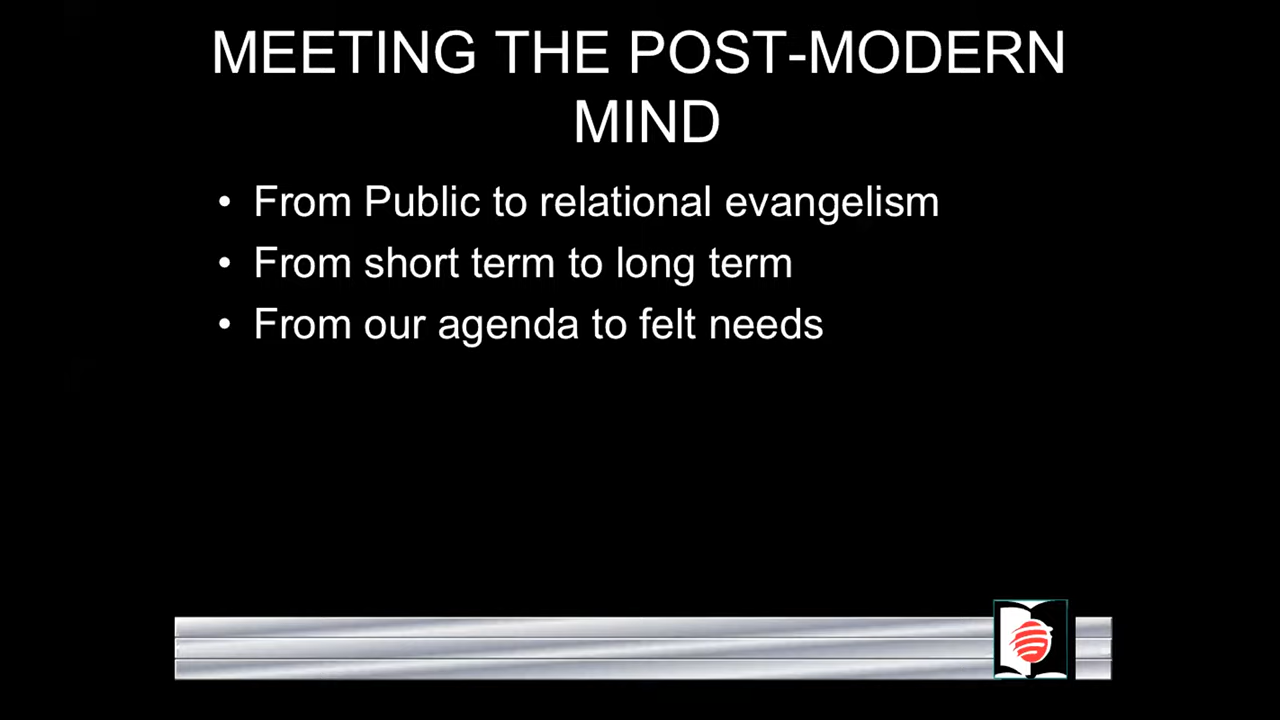 MEETING THE POST-MODERN
MIND
• From Public to relational evangelism
• From short term to long term
• From our agenda to felt needs